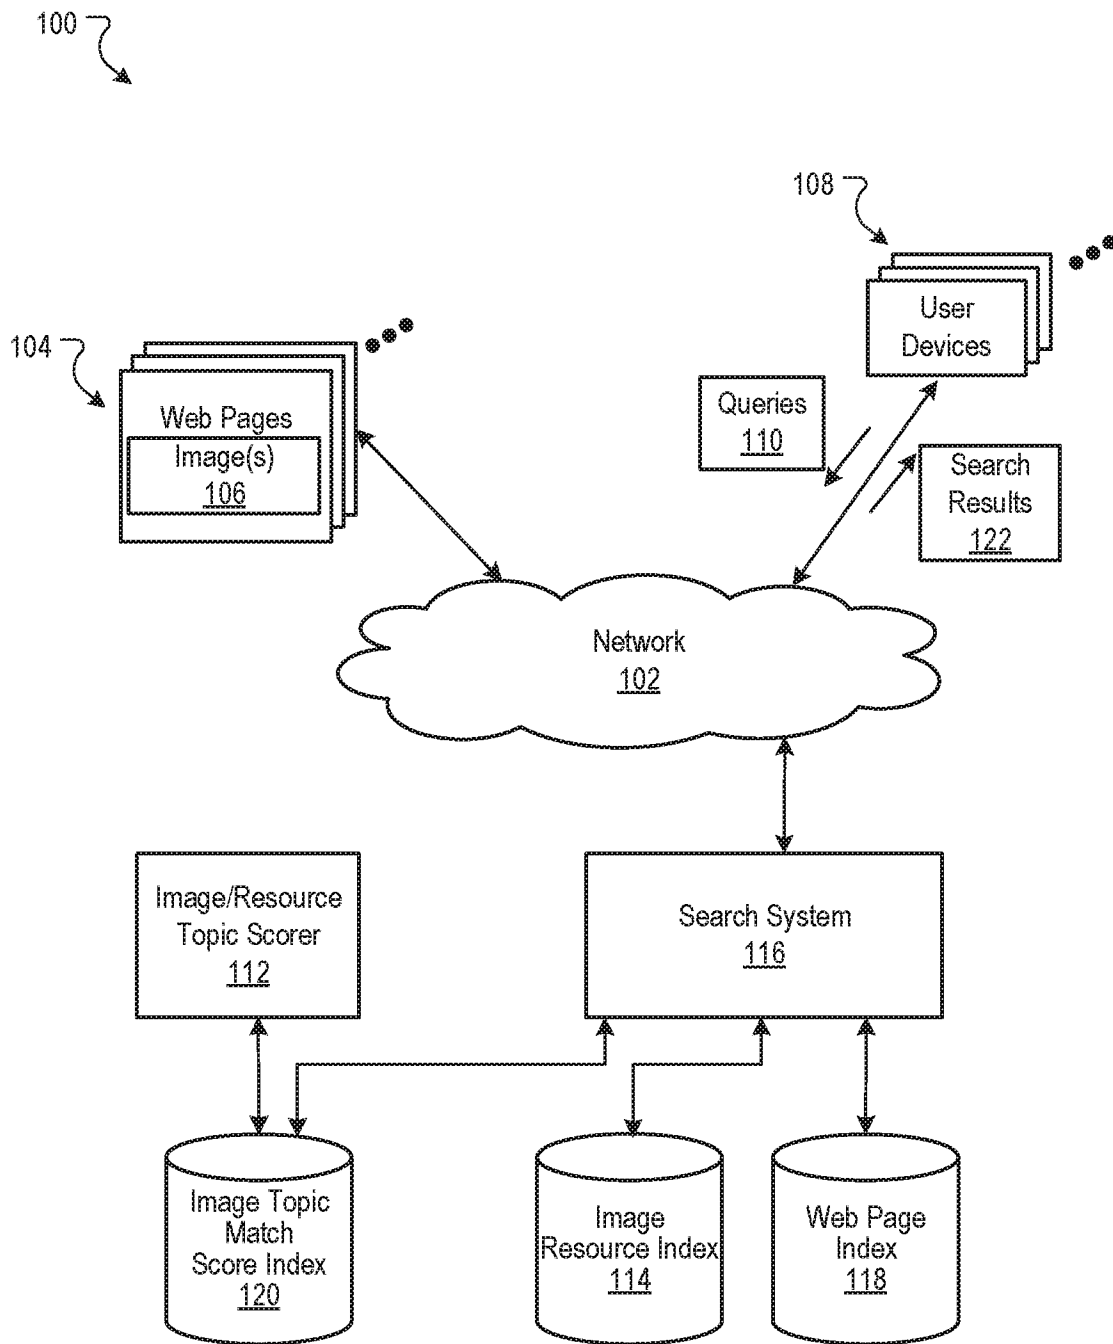 100
108
User
Devices
104
Web Pages
Image(s)
106
Queries
110
Search
Results
122
Network
102
Image/Resource
Topic Scorer
112
Search System
116
Image Topic
Match
Score Index
120
Image
Resource Index
114
Web Page
Index
118